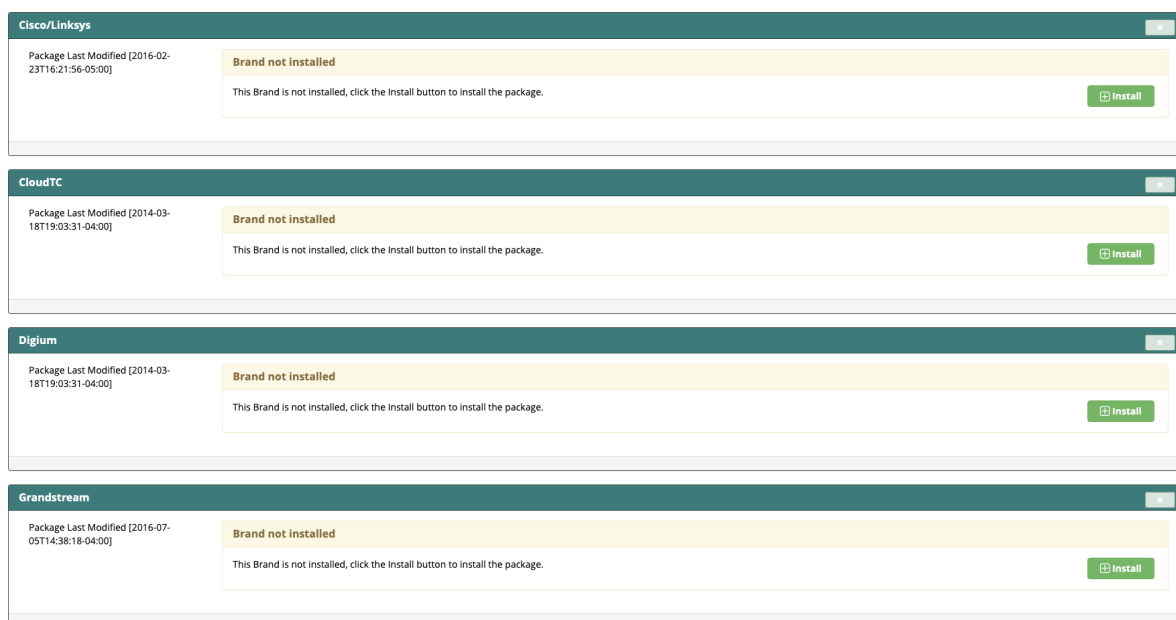 Cisco/Linksys
Package Last Modified [2016-02-
23T16:21:56-05:00]
Brand not installed
This Brand is not installed, click the Install button to install the package.
Install
CloudTC
Package Last Modified [2014-03-
18T19:03:31-04:00]
Brand not installed
This Brand is not installed, click the Install button to install the package.
Install
Digium
Package Last Modified [2014-03-
18T19:03:31-04:00]
Brand not installed
This Brand is not installed, click the Install button to install the package.
Install
Grandstream
Package Last Modified [2016-07-
05T14:38:18-04:00]
Brand not installed
This Brand is not installed, click the Install button to install the package.
Install